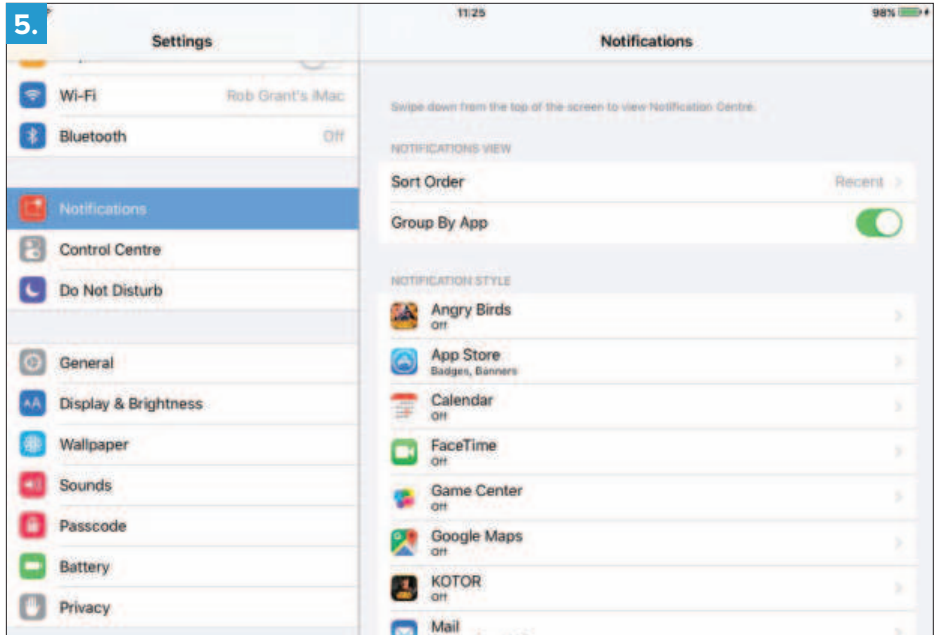 5.
11:25
98%
Settings
Notifications
Wi-Fi
Rob Grant's iMac
Bluetooth
Off
Notifications
Control Centre
Do Not Disturb
General
AA
Display & Brightness
Wallpaper
Sounds
Passcode
Battery
Privacy
Swipe down from the top of the screen to view Notification Centre.
NOTIFICATIONS VIEW
Sort Order
Recent
Group By App
NOTIFICATION STYLE
Angry Birds
Off
App Store
Badges, Banners
Calendar
Off
FaceTime
Off
Game Center
Off
Google Maps
Off
KOTOR
Off
Mail